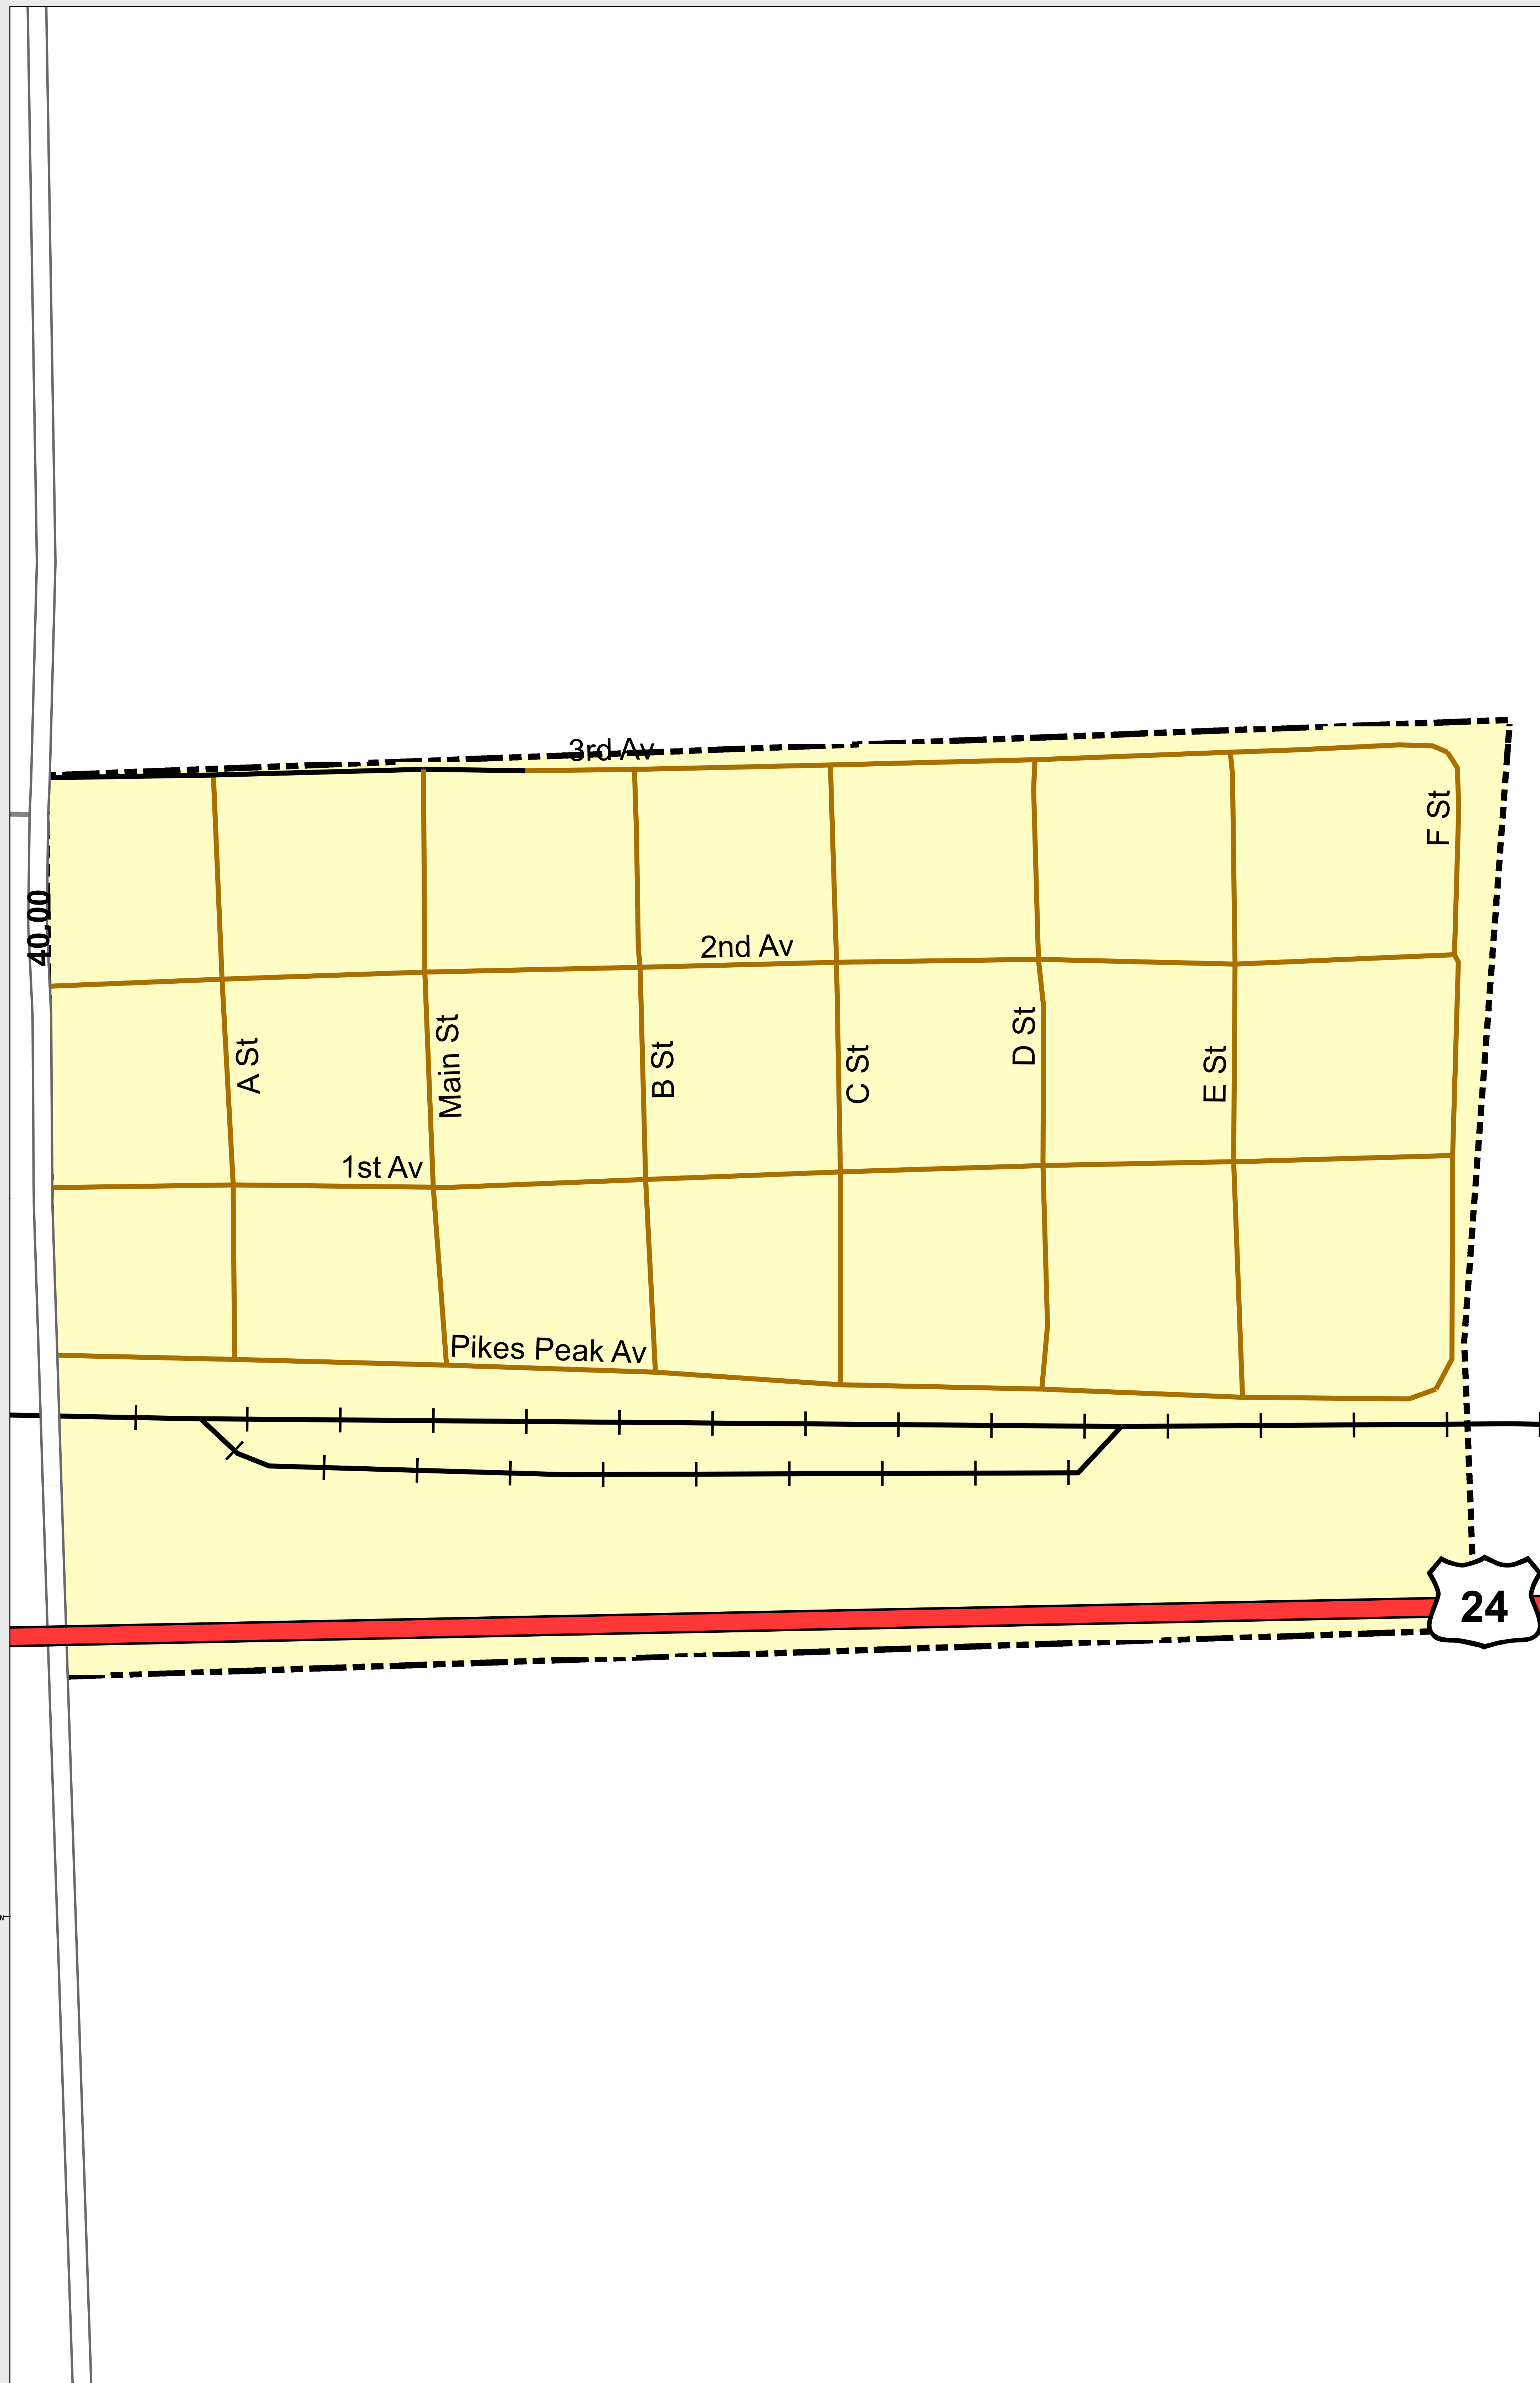 3rd Av
F St
40.00
2nd Av
A St
Main St
B St
C St
D St
E St
1st Av
Pikes Peak Av
24